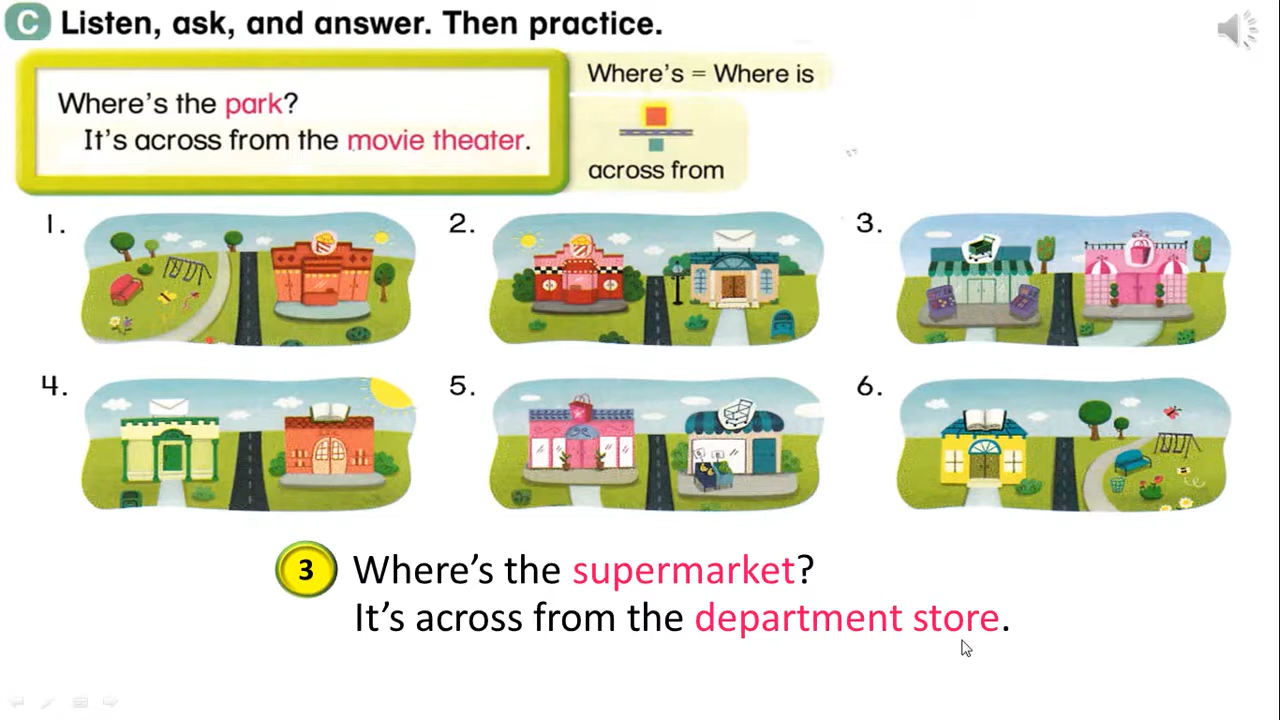 C Listen, ask, and answer. Then practice.
Where's the park?
It's across from the movie theater.
Where's = Where is
across from
1.
2.
3.
4.
5.
6.
3 Where's the supermarket?
It's across from the department store.